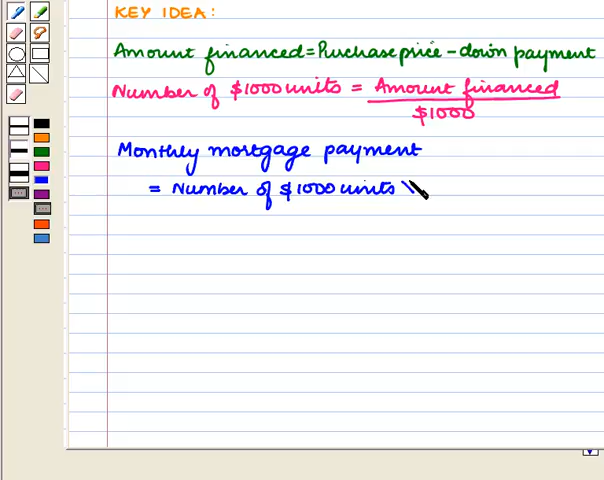 KEY IDEA:
Amount financed = Purchase price - down payment
Number of $1000 units = Amount financed
$1000
Monthly mortgage payment
= Number of $1000 units